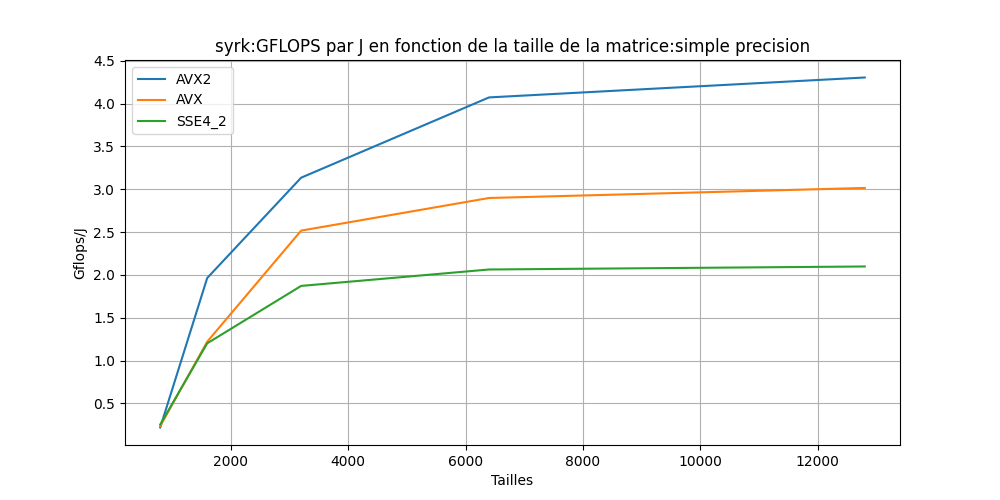 syrk:GFLOPS par J en fonction de la taille de la matrice:simple precision
AVX2
AVX
SSE4_2
Gflops/J
4.5
4.0
3.5
3.0
2.5
2.0
1.5
1.0
0.5
2000 4000 6000 8000 10000 12000
Tailles